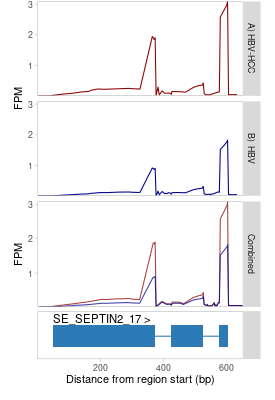 3
2
1
A) HBV-HCC
3
2
1
B) HBV
FPM
3
2
1
Combined
FPM
SE_SEPTIN2_17 >
200
400
600
Distance from region start (bp)